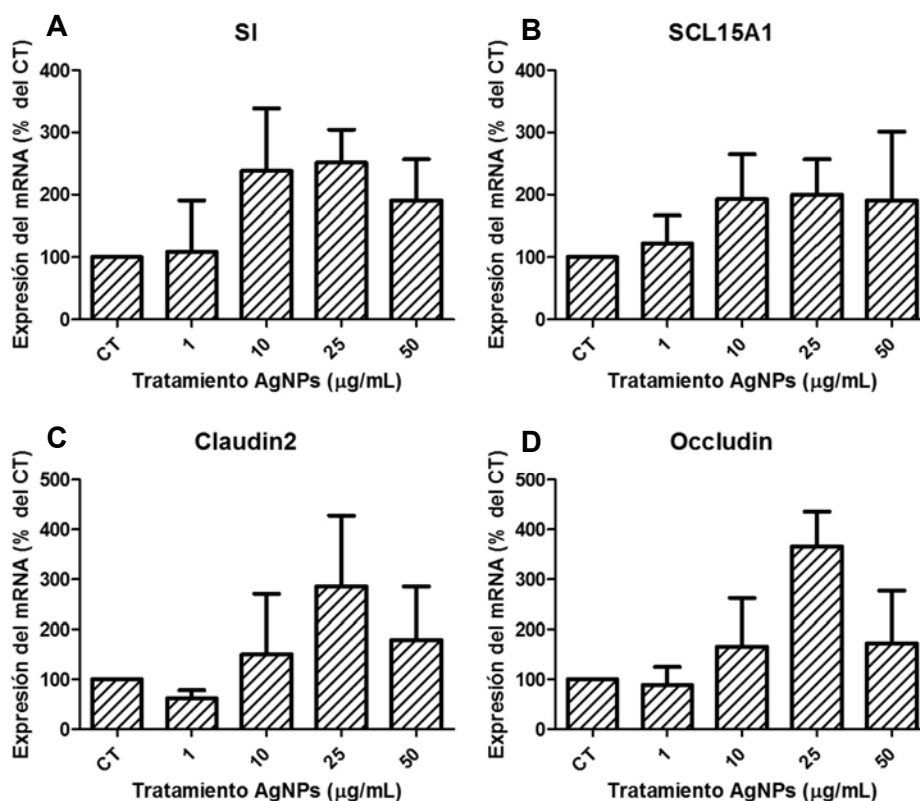 A
SI
Expresión del mRNA (% del CT)
400
300
200
100
0
CT
1
10
25
50
Tratamiento AgNPs (µg/mL)
B
SCL15A1
Expresión del mRNA (% del CT)
400
300
200
100
0
CT
1
10
25
50
Tratamiento AgNPs (µg/mL)
C
Claudin2
Expresión del mRNA (% del CT)
500
400
300
200
100
0
CT
1
10
25
50
Tratamiento AgNPs (µg/mL)
D
Occludin
Expresión del mRNA (% del CT)
500
400
300
200
100
0
CT
1
10
25
50
Tratamiento AgNPs (µg/mL)